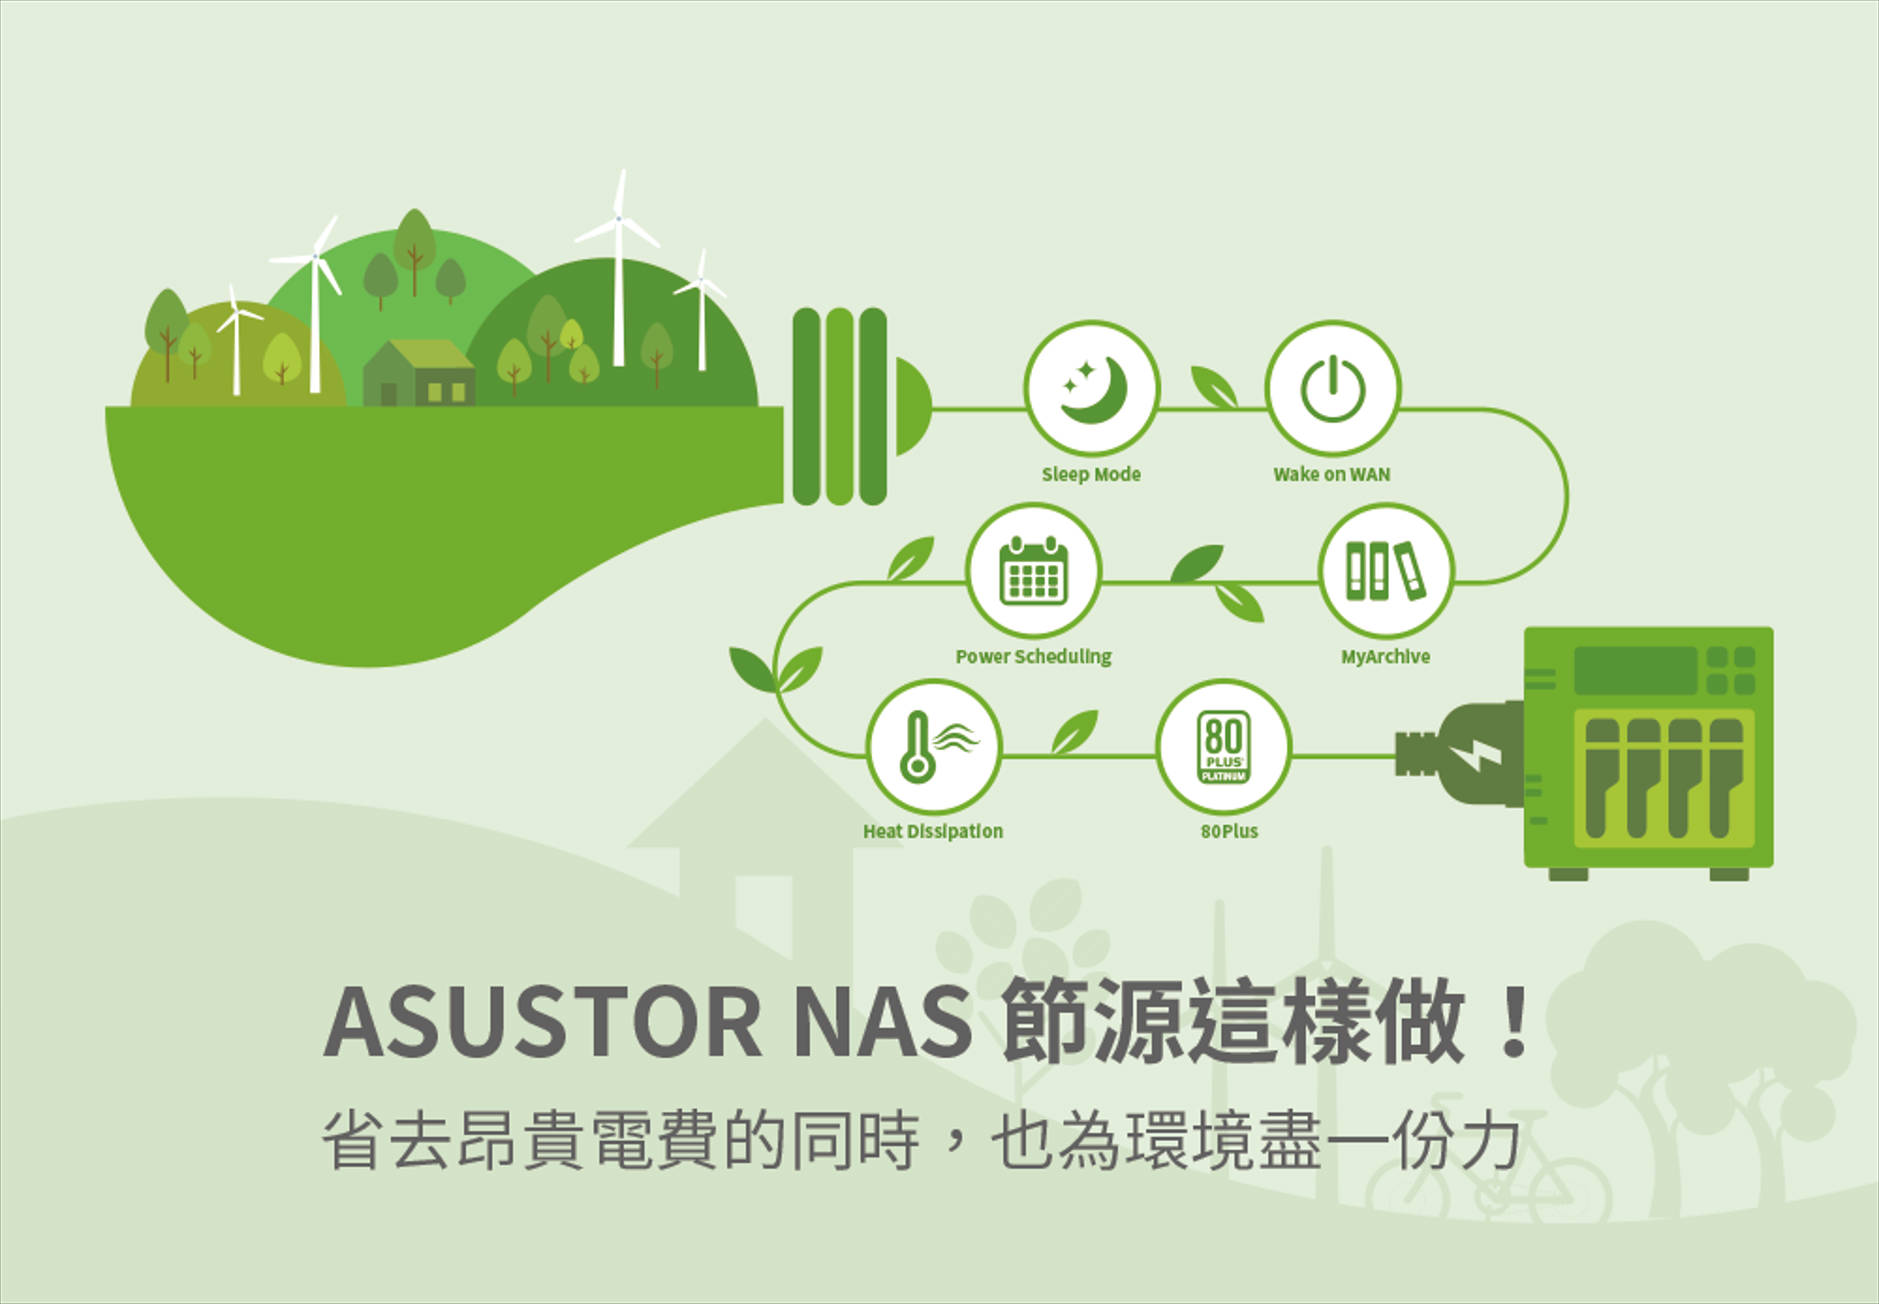 Sleep Mode
Wake on WAN
Power Scheduling
MyArchive
80
PLUS
PLATINUM
Heat Dissipation
80Plus
ASUSTOR NAS 節源這樣做！
省去昂貴電費的同時，也為環境盡一份力